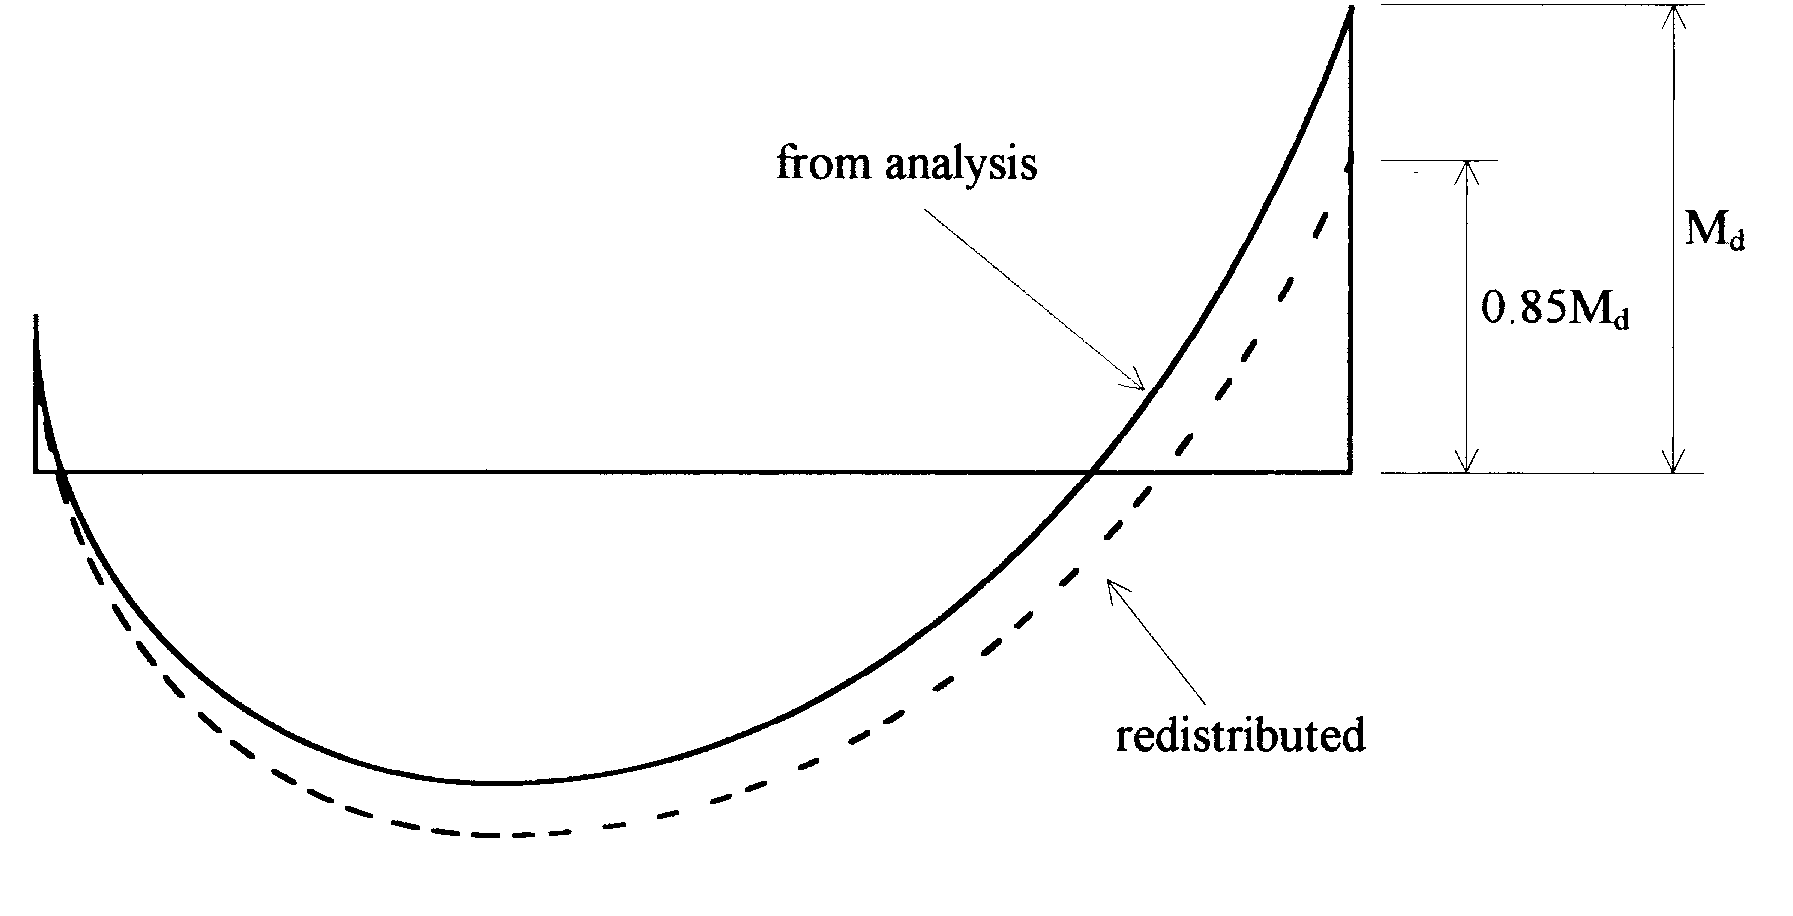 from analysis
M_d
0.85M_d
redistributed